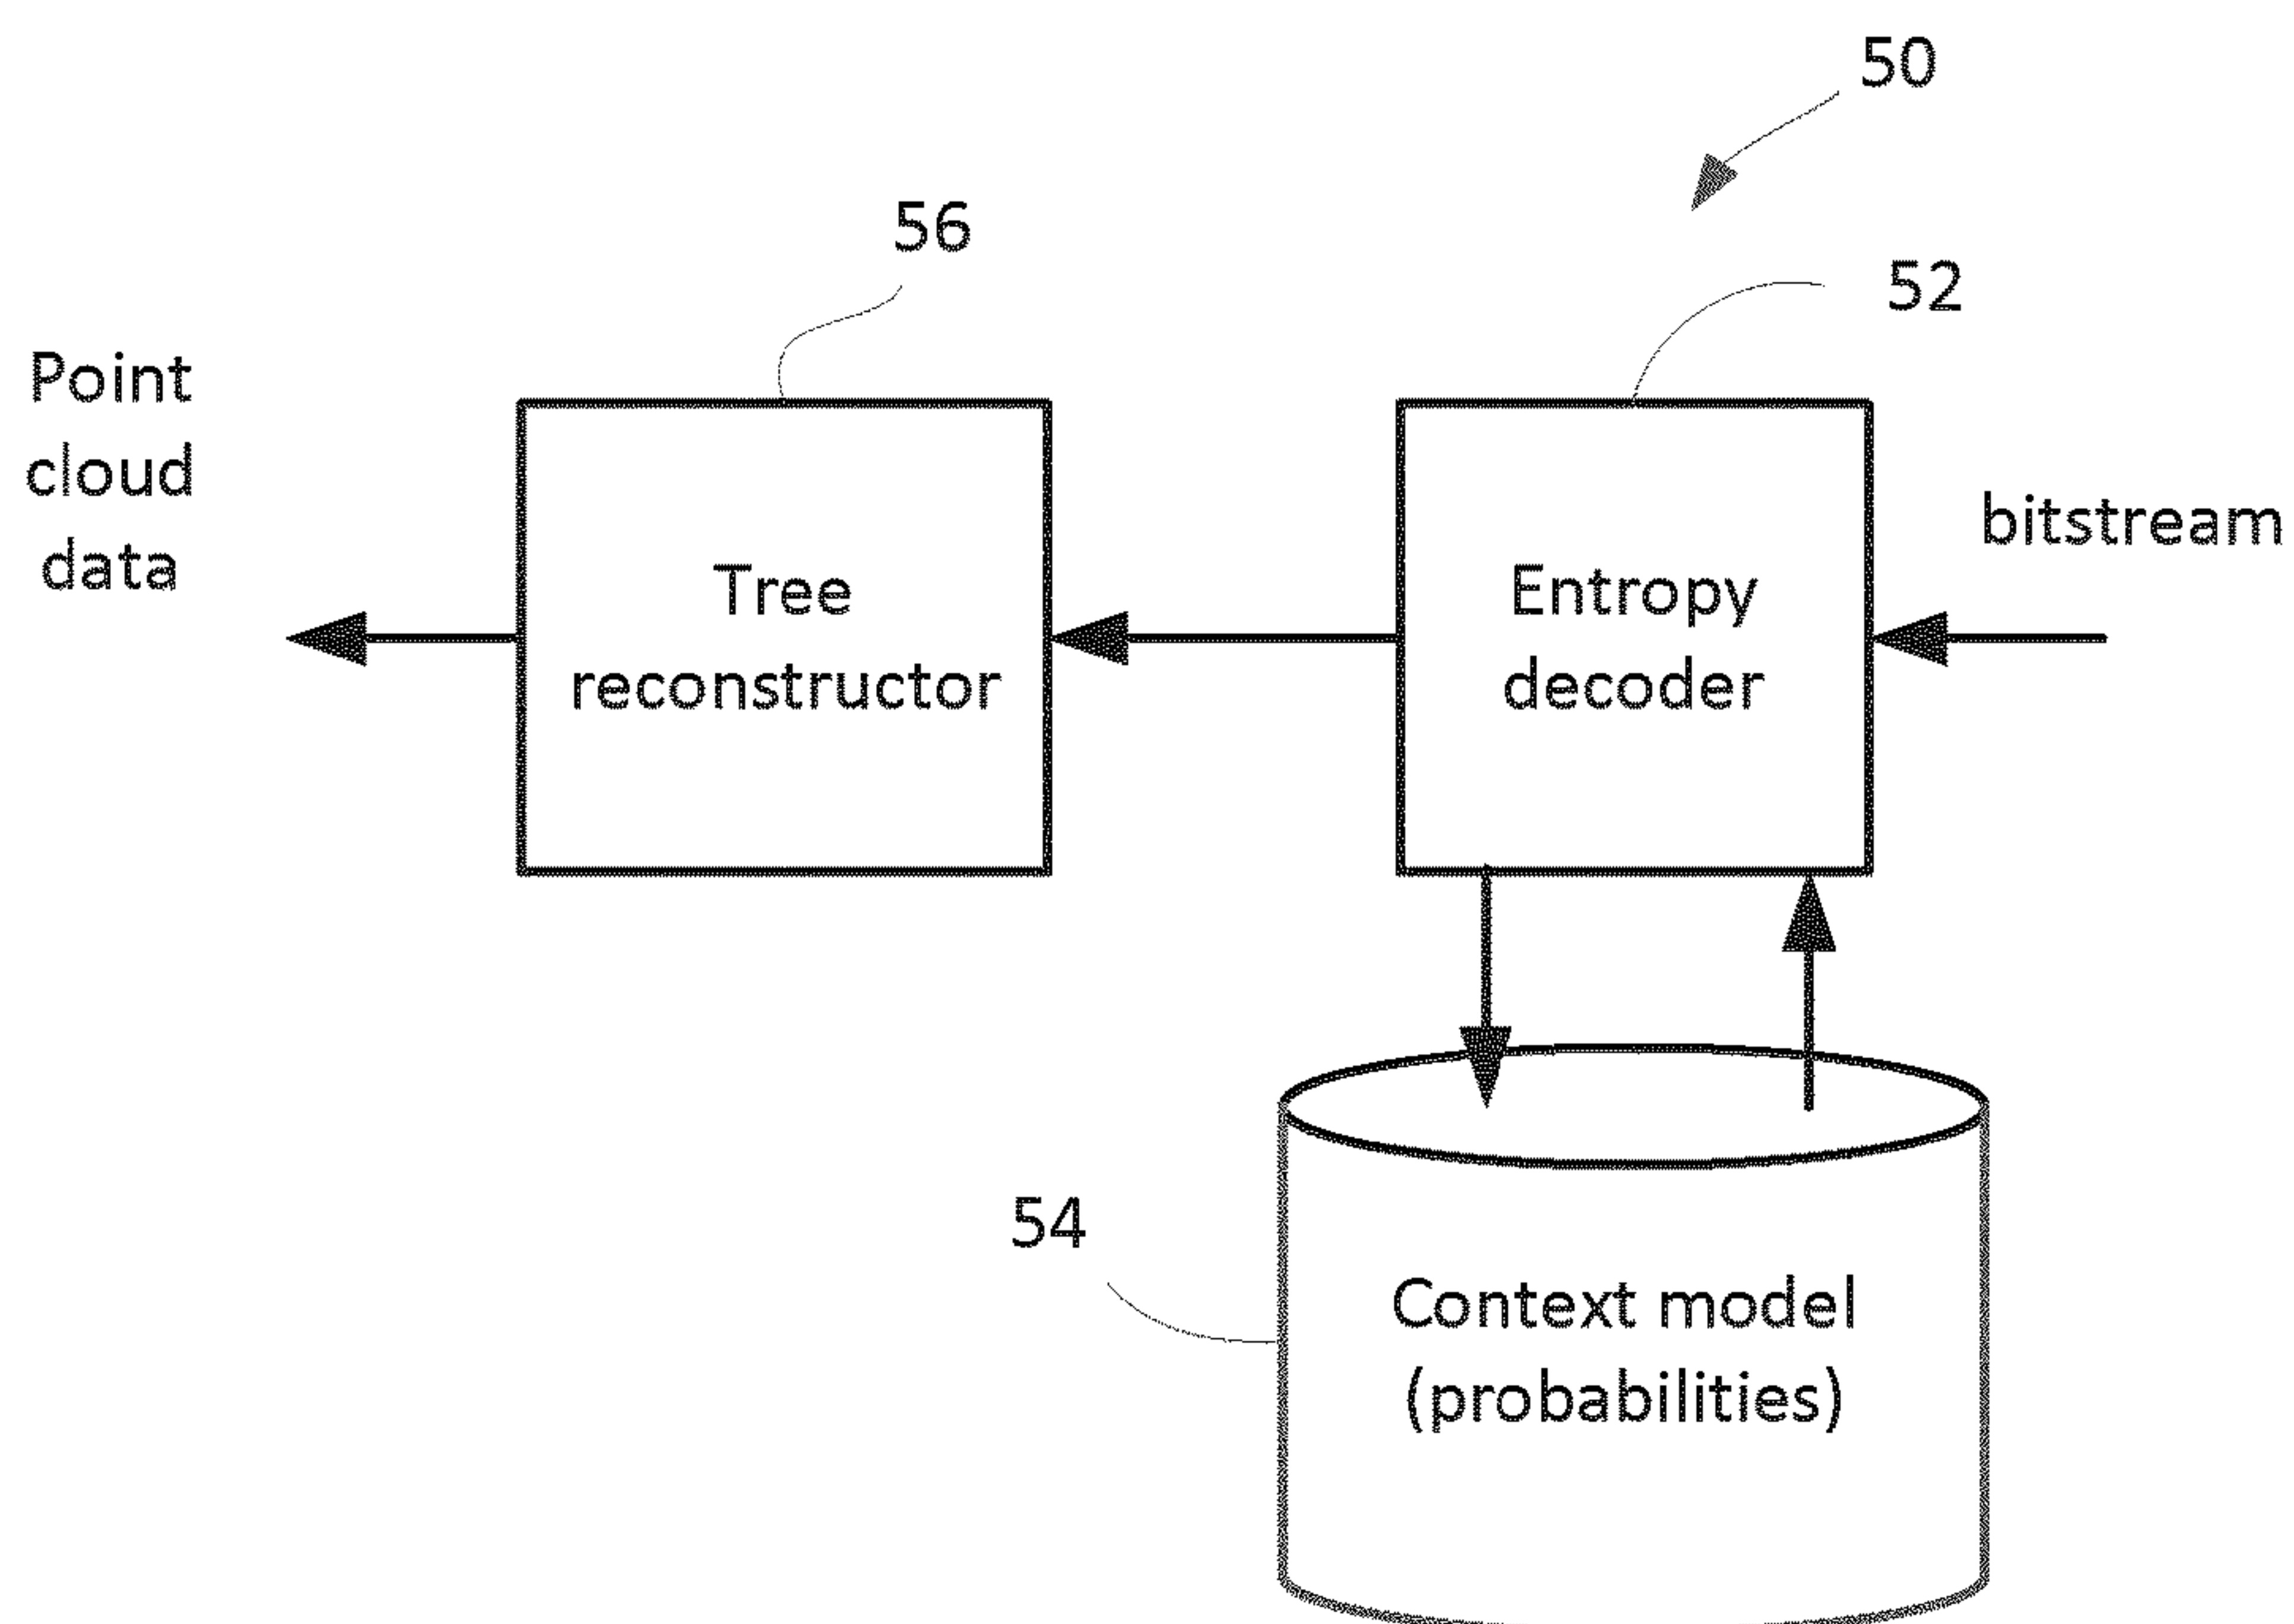 50
56
52
Point
cloud
data
bitstream
Tree
reconstructor
Entropy
decoder
54
Context model
(probabilities)